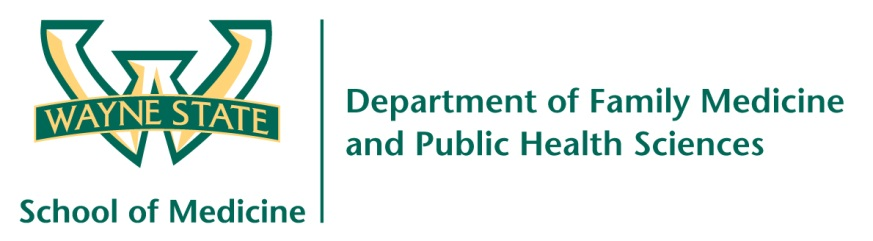 WAYNE STATE
School of Medicine
Department of Family Medicine
and Public Health Sciences